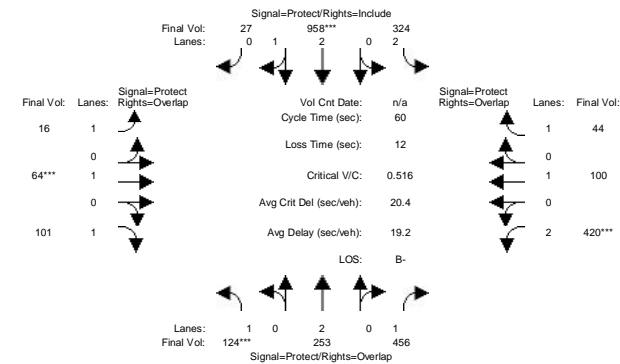 Signal=Protect/Rights=Include
Final Vol: 27 958*** 324
Lanes: 0 1 2 0 2
Signal=Protect
Final Vol: Lanes: Rights=Overlap
Vol Cnt Date: n/a
Signal=Protect
Rights=Overlap Lanes: Final Vol:
Cycle Time (sec): 60
16 1
1 44
Loss Time (sec): 12
0
0
64*** 1
Critical V/C: 0.516
1 100
0
Avg Crit Del (sec/veh): 20.4
0
101 1
Avg Delay (sec/veh): 19.2
2 420***
LOS: B-
Lanes: 1 0 2 0 1
Final Vol: 124*** 253 456
Signal=Protect/Rights=Overlap